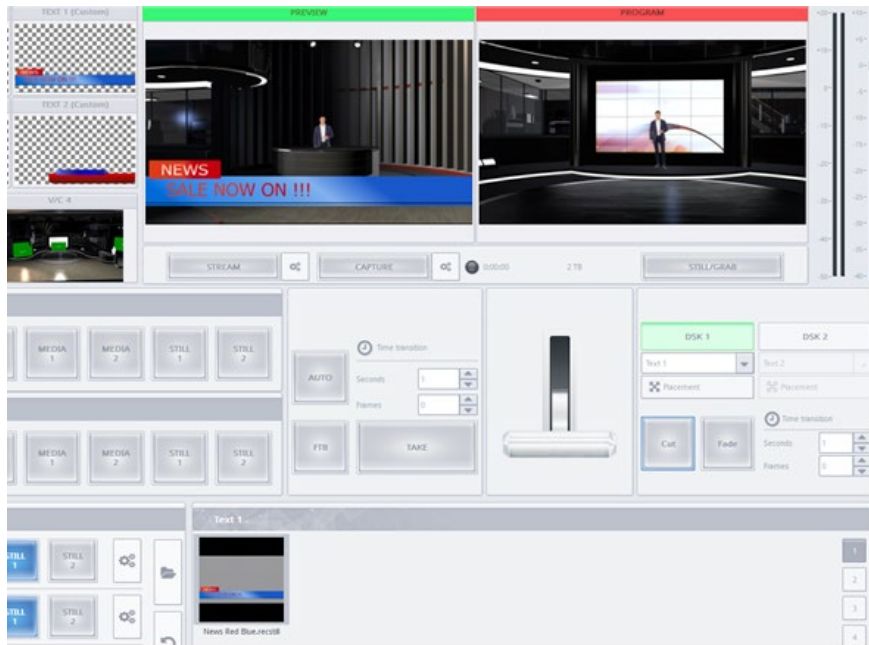 TEXT 1 (Custom)
PREVIEW
PROGRAM
NEWS
TEXT 2 (Custom)
NEWS
SALE NOW ON !!!
V/C 4
STREAM
CAPTURE
0:00:00
2 TB
STILL/GRAB
MEDIA 1
MEDIA 2
STILL 1
STILL 2
AUTO
Time transition
Seconds
1
Frames
0
FTB
TAKE
DSK 1
DSK 2
Text 1
Text 2
Placement
Placement
Cut
Fade
Time transition
Seconds
1
Frames
0
MEDIA 1
MEDIA 2
STILL 1
STILL 2
Text 1
STILL 1
STILL 2
STILL 1
STILL 2
News Red Blue.recstill
1
2
3
4